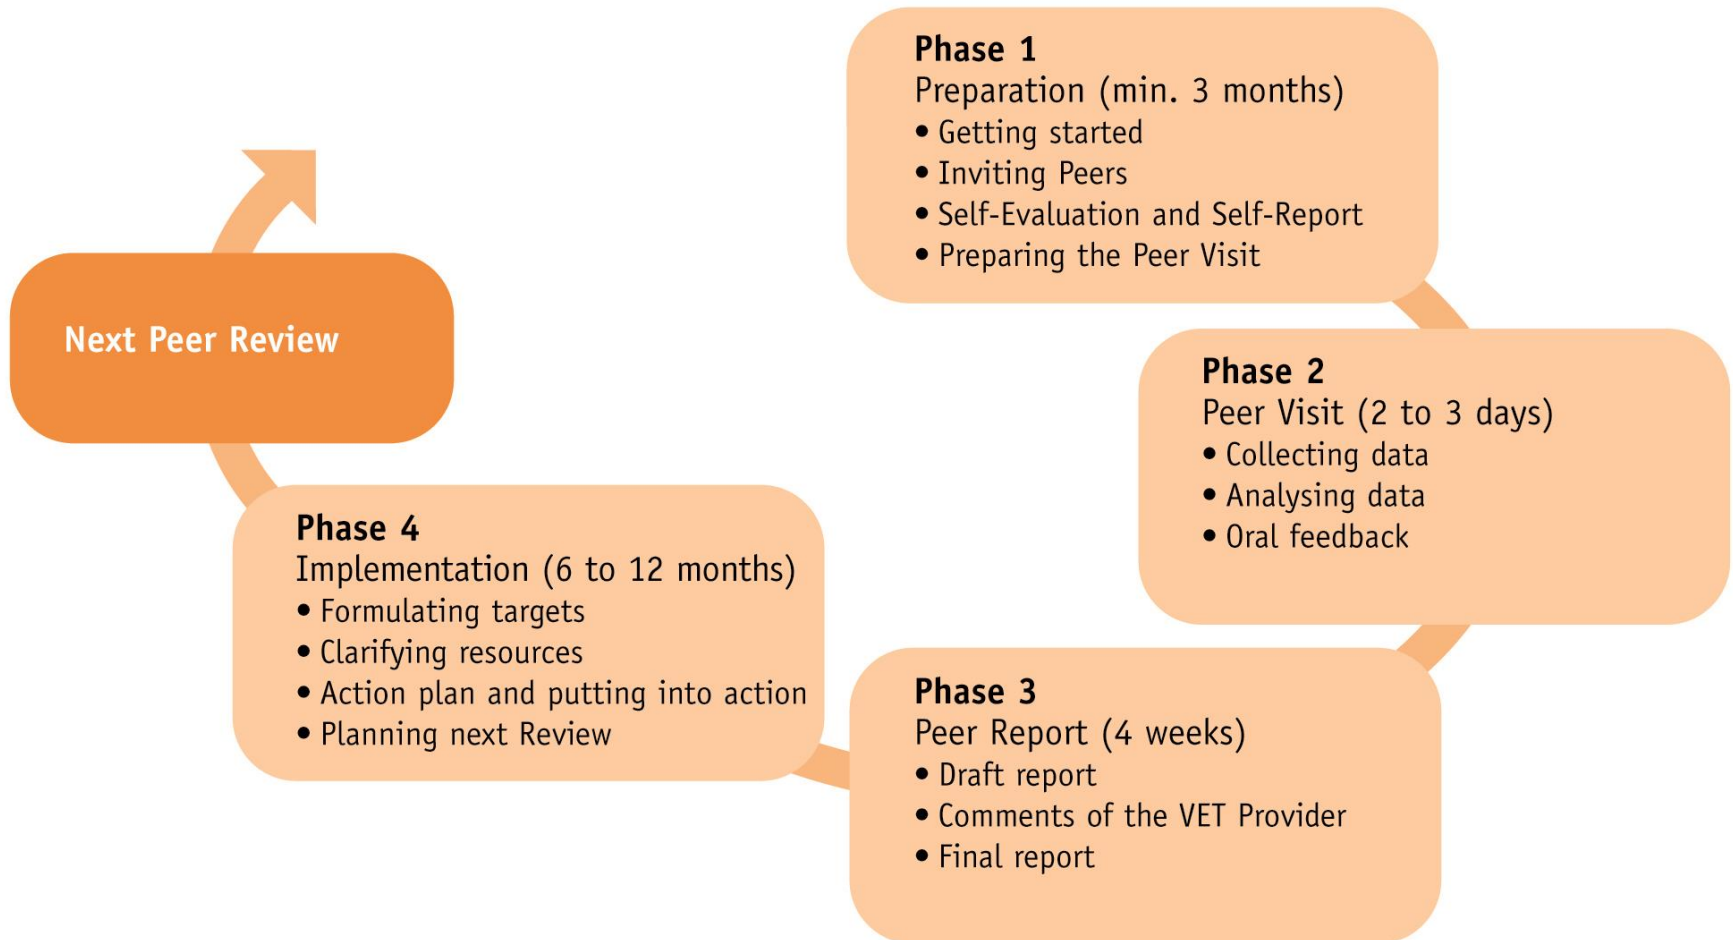 Phase 1
Preparation (min. 3 months)
• Getting started
• Inviting Peers
• Self-Evaluation and Self-Report
• Preparing the Peer Visit
Phase 2
Peer Visit (2 to 3 days)
• Collecting data
• Analysing data
• Oral feedback
Phase 3
Peer Report (4 weeks)
• Draft report
• Comments of the VET Provider
• Final report
Phase 4
Implementation (6 to 12 months)
• Formulating targets
• Clarifying resources
• Action plan and putting into action
• Planning next Review
Next Peer Review